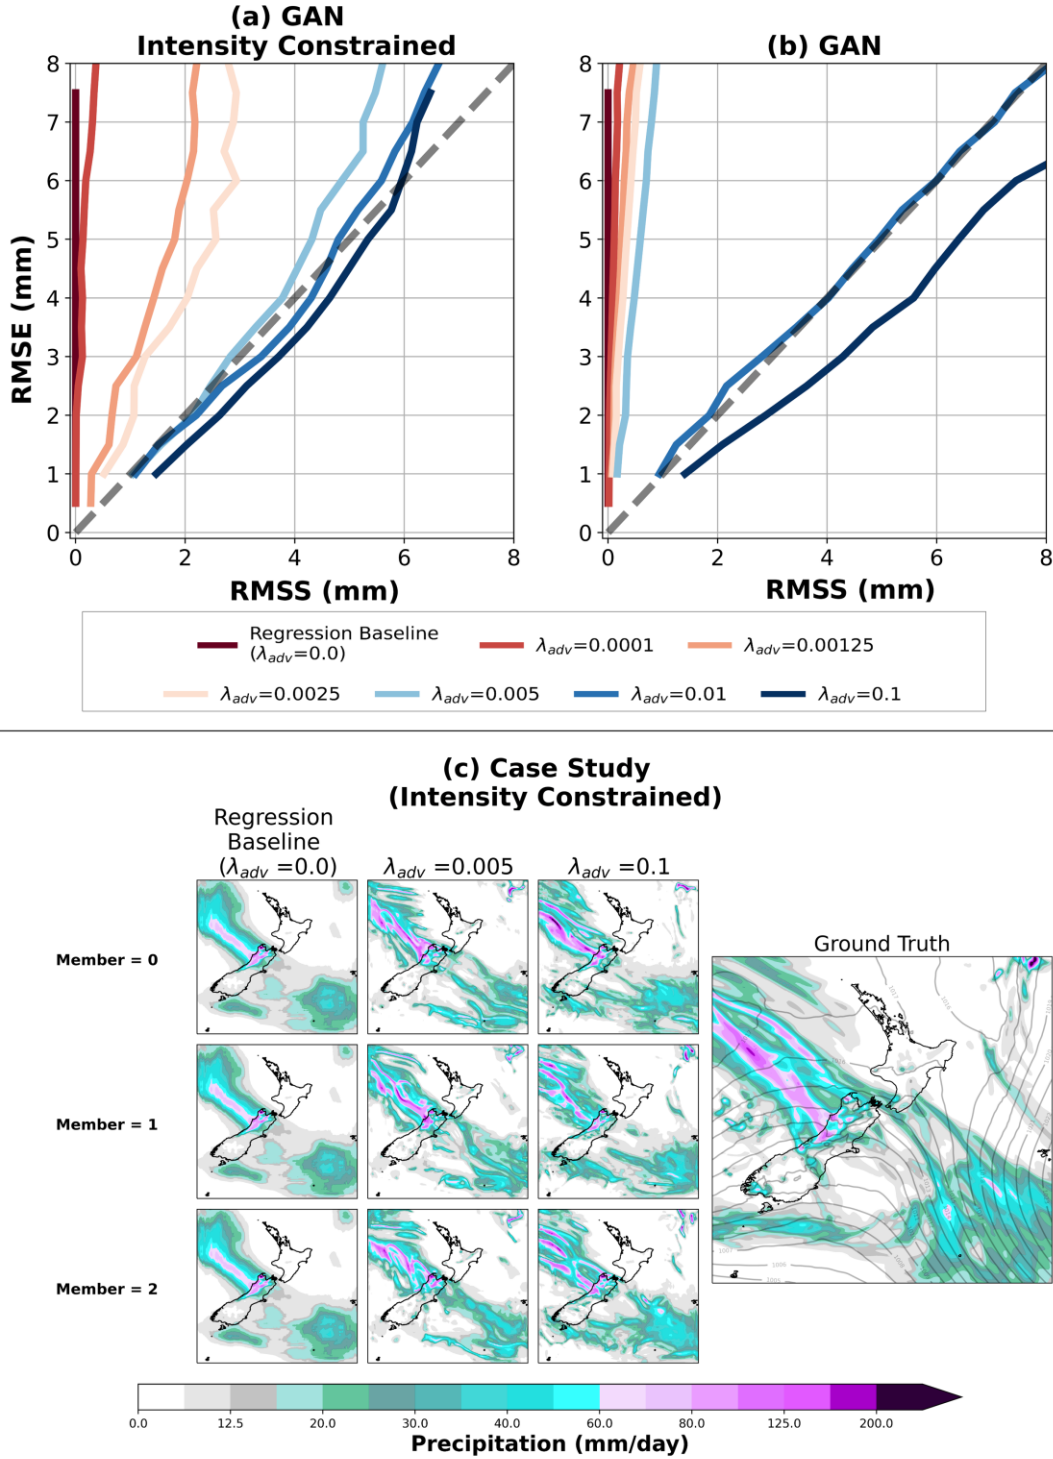 (a) GAN
Intensity Constrained
(b) GAN
8
7
6
5
4
3
2
1
0
RMSE (mm)
0 2 4 6 8
RMSS (mm)
8
7
6
5
4
3
2
1
0
0 2 4 6 8
RMSS (mm)
Regression Baseline
(λadv=0.0)
λadv=0.0001
λadv=0.00125
λadv=0.0025
λadv=0.005
λadv=0.01
λadv=0.1
(c) Case Study
(Intensity Constrained)
Regression
Baseline
(λadv =0.0)
λadv =0.005
λadv =0.1
Member = 0
Member = 1
Member = 2
Ground Truth
0.0 12.5 20.0 30.0 40.0 60.0 80.0 125.0 200.0
Precipitation (mm/day)